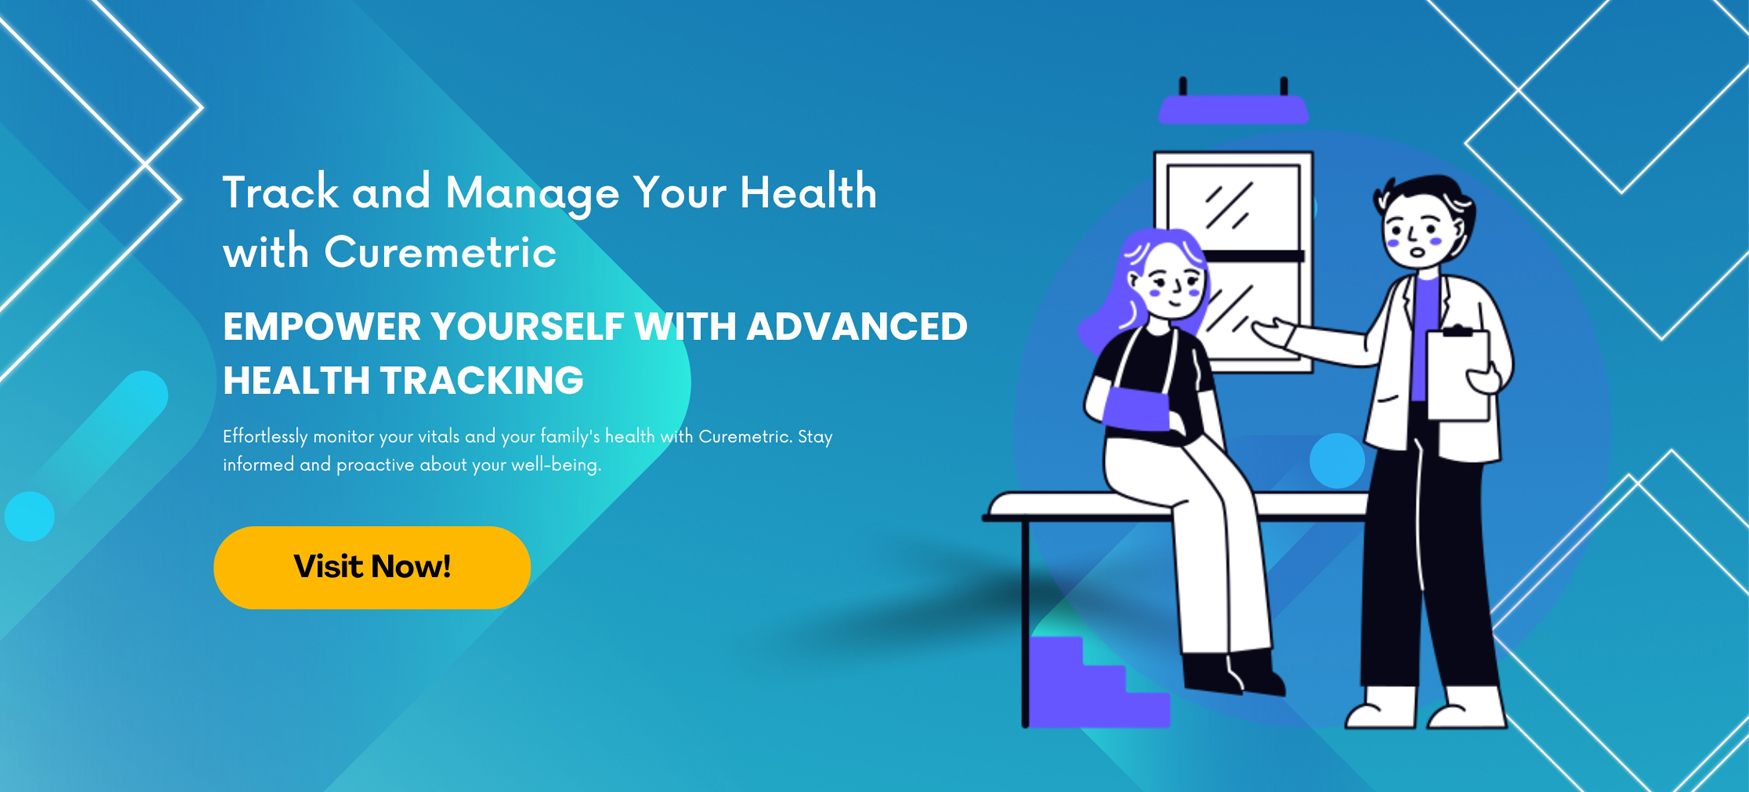 Track and Manage Your Health
with Curemetric
EMPOWER YOURSELF WITH ADVANCED
HEALTH TRACKING
Effortlessly monitor your vitals and your family's health with Curemetric. Stay
informed and proactive about your well-being.
Visit Now!